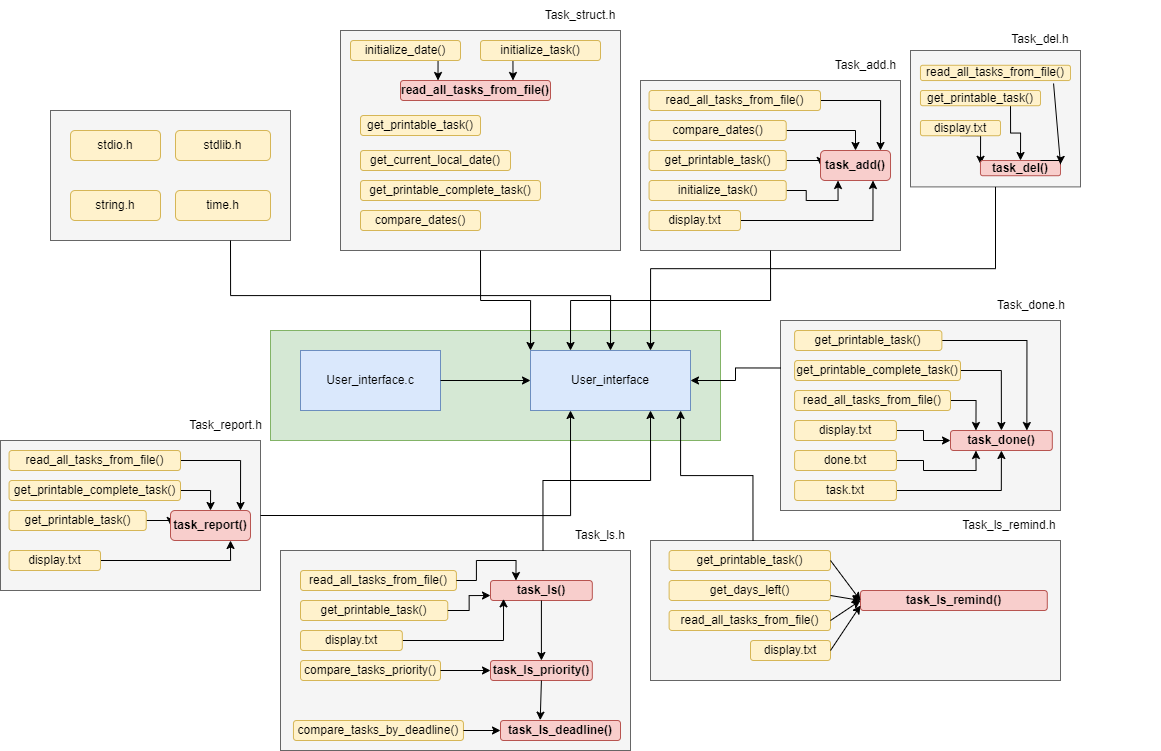 Task_struct.h
initialize_date()
initialize_task()
read_all_tasks_from_file()
get_printable_task()
get_current_local_date()
get_printable_complete_task()
compare_dates()
Task_add.h
read_all_tasks_from_file()
compare_dates()
get_printable_task()
initialize_task()
display.txt
task_add()
Task_del.h
read_all_tasks_from_file()
get_printable_task()
display.txt
task_del()
stdio.h
stdlib.h
string.h
time.h
User_interface.c
User_interface
Task_done.h
get_printable_task()
get_printable_complete_task()
read_all_tasks_from_file()
display.txt
done.txt
task.txt
task_done()
Task_report.h
read_all_tasks_from_file()
get_printable_complete_task()
get_printable_task()
display.txt
task_report()
Task_ls.h
read_all_tasks_from_file()
get_printable_task()
display.txt
compare_tasks_priority()
compare_tasks_by_deadline()
task_ls()
task_ls_priority()
task_ls_deadline()
Task_ls_remind.h
get_printable_task()
get_days_left()
read_all_tasks_from_file()
display.txt
task_ls_remind()